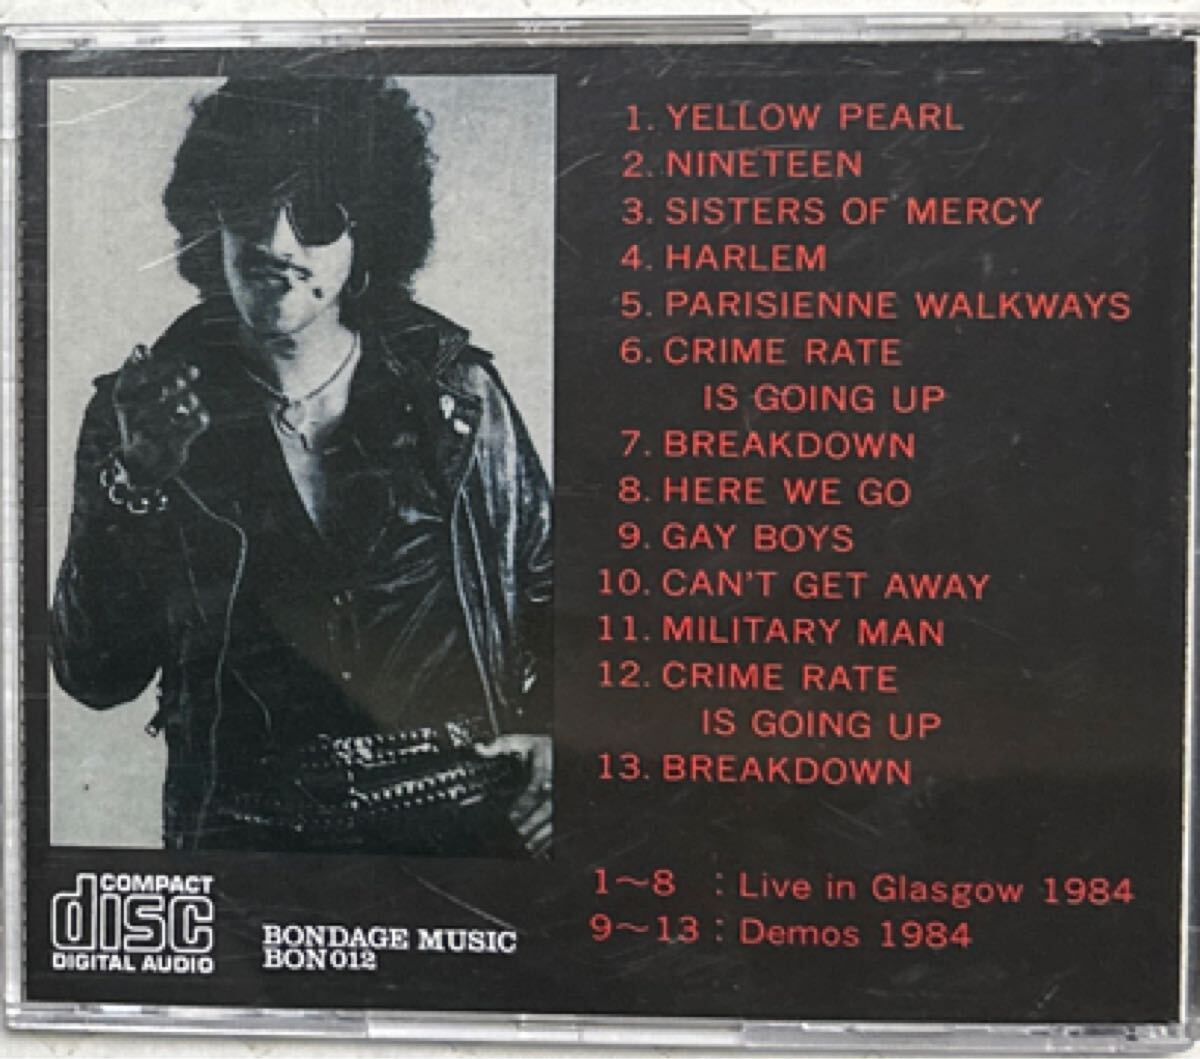 1. YELLOW PEARL
2. NINETEEN
3. SISTERS OF MERCY
4. HARLEM
5. PARISIENNE WALKWAYS
6. CRIME RATE
IS GOING UP
7. BREAKDOWN
8. HERE WE GO
9. GAY BOYS
10. CAN'T GET AWAY
11. MILITARY MAN
12. CRIME RATE
IS GOING UP
13. BREAKDOWN
1~8 : Live in Glasgow 1984
9~13 : Demos 1984
COMPACT
disc
DIGITAL AUDIO
BONDAGE MUSIC
BON 012